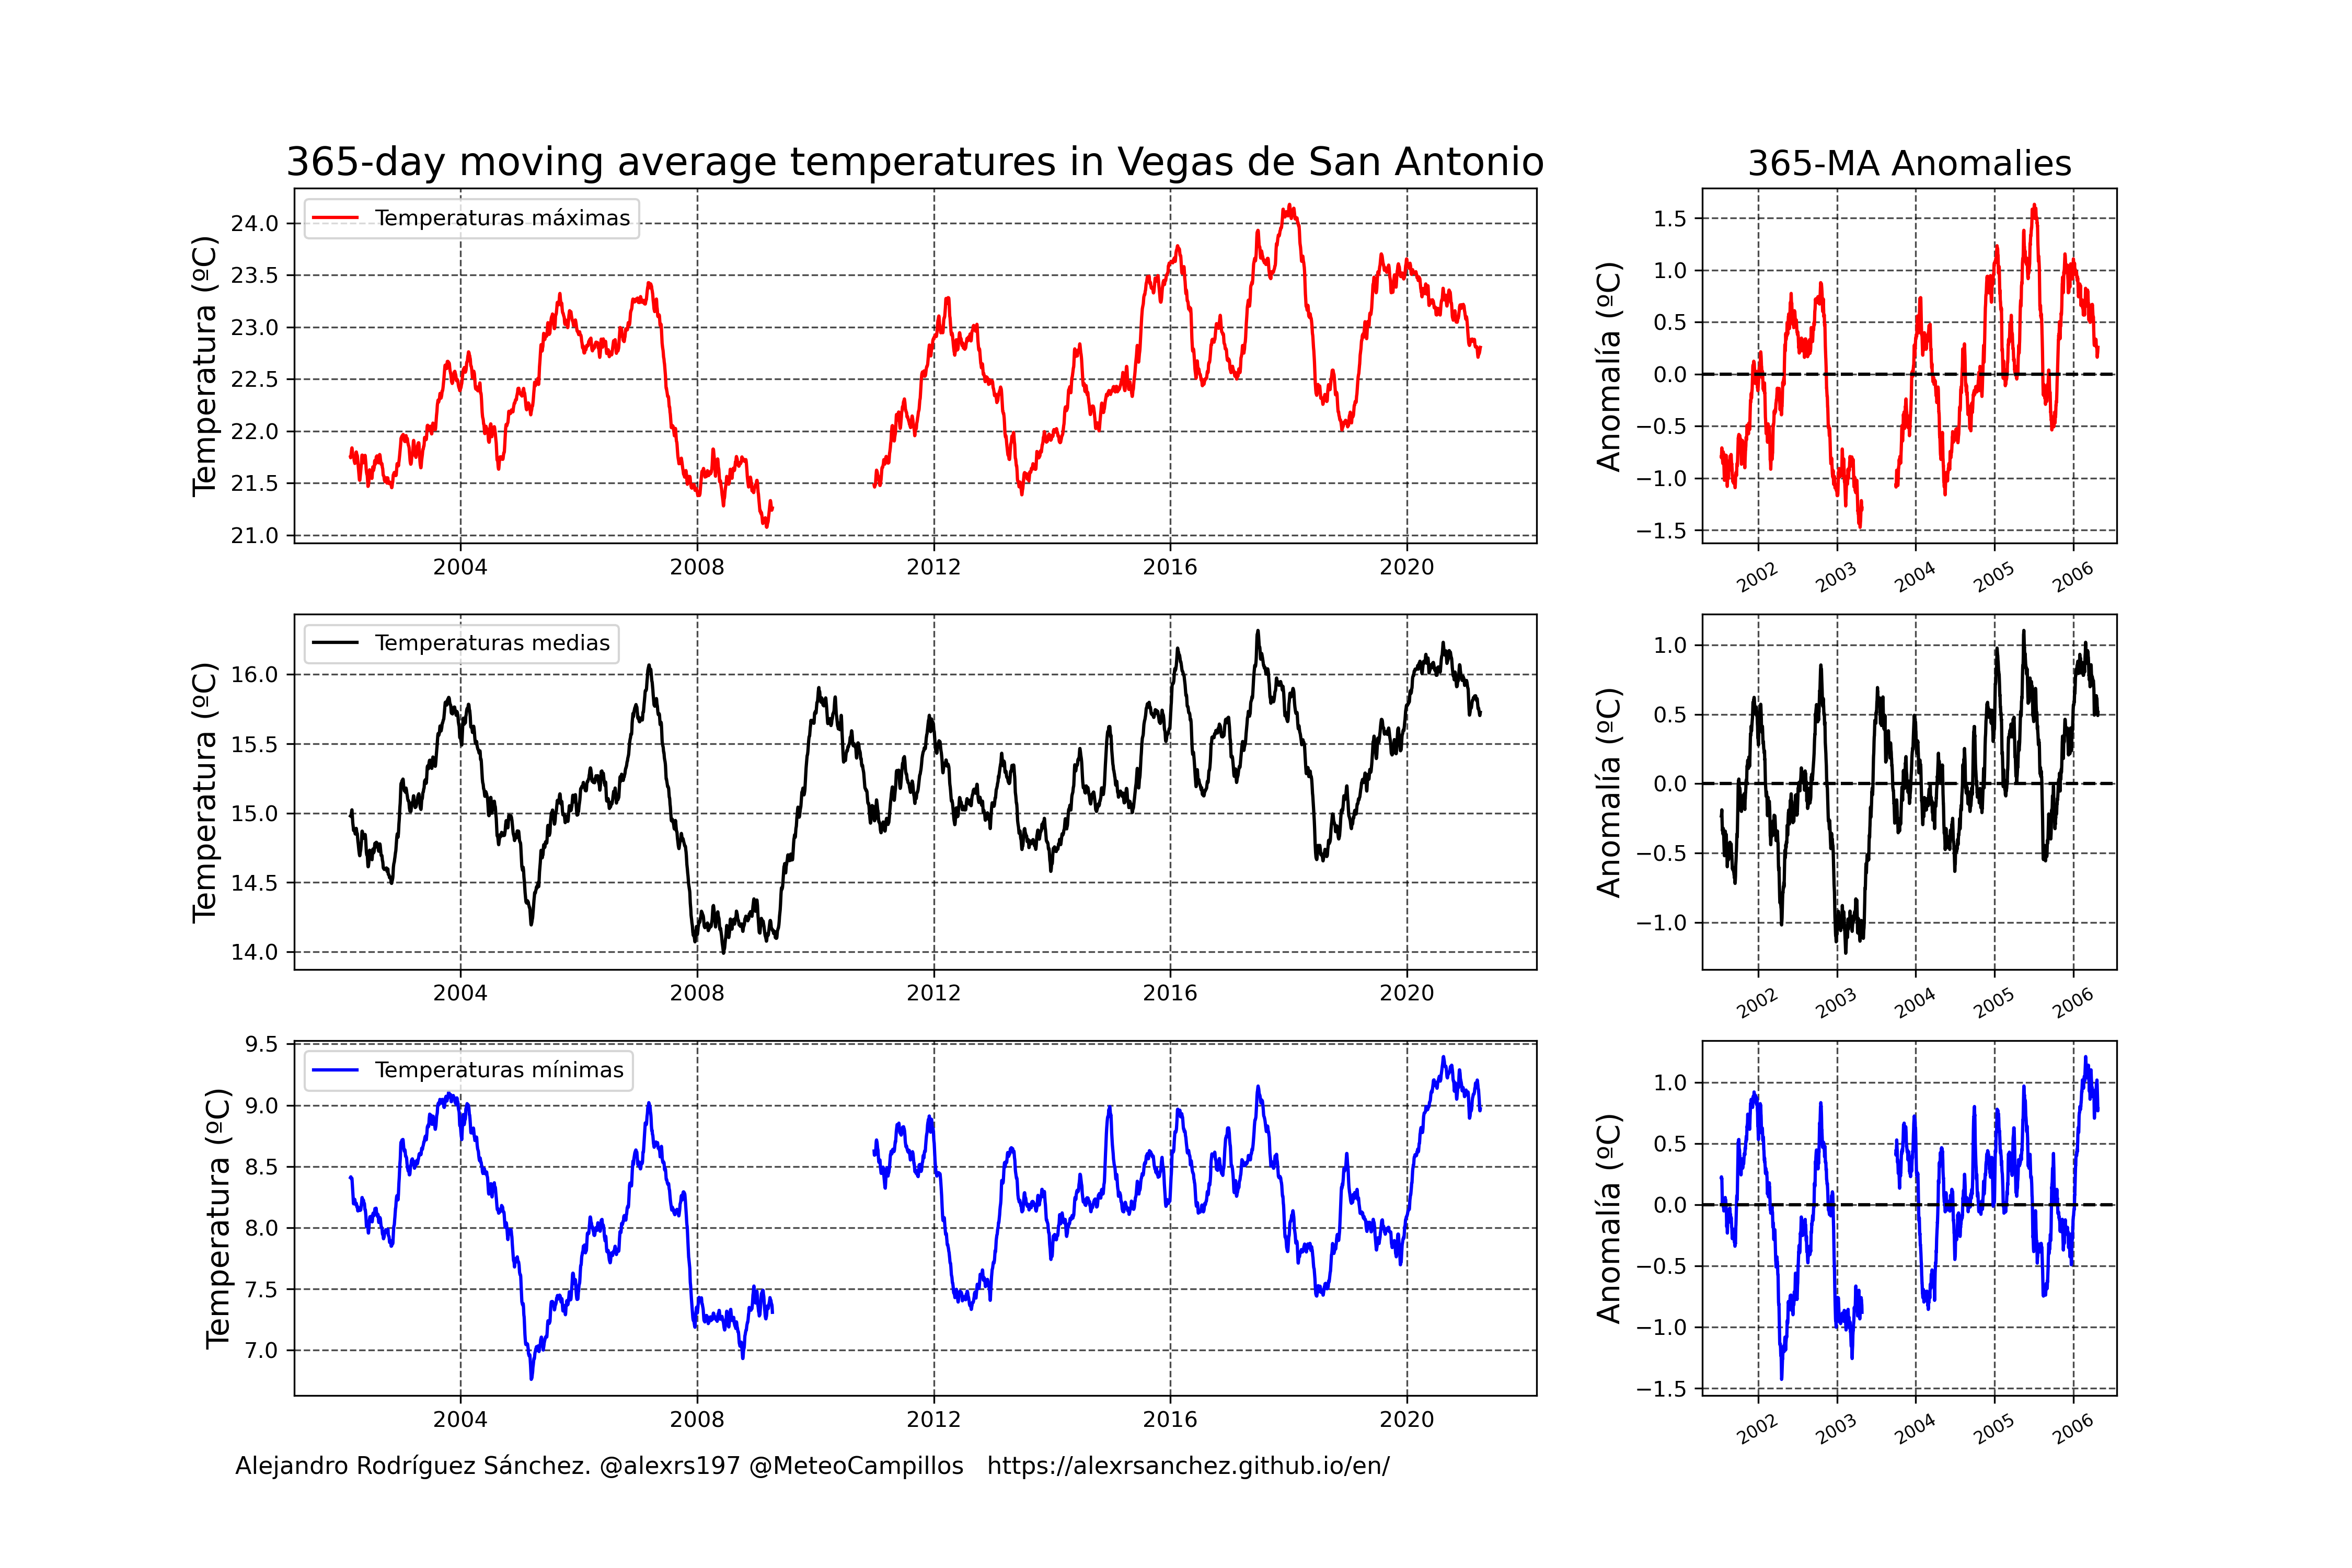 365-day moving average temperatures in Vegas de San Antonio
Temperaturas máximas
Temperatura (ºC)
24.0
23.5
23.0
22.5
22.0
21.5
21.0
2004 2008 2012 2016 2020
365-MA Anomalies
Anomalía (ºC)
1.5
1.0
0.5
0.0
−0.5
−1.0
−1.5
2002 2003 2004 2005 2006
Temperaturas medias
Temperatura (ºC)
16.0
15.5
15.0
14.5
14.0
2004 2008 2012 2016 2020
Anomalía (ºC)
1.0
0.5
0.0
−0.5
−1.0
2002 2003 2004 2005 2006
Temperaturas mínimas
Temperatura (ºC)
9.5
9.0
8.5
8.0
7.5
7.0
2004 2008 2012 2016 2020
Anomalía (ºC)
1.0
0.5
0.0
−0.5
−1.0
−1.5
2002 2003 2004 2005 2006
Alejandro Rodríguez Sánchez. @alexrs197 @MeteoCampillos https://alexrsanchez.github.io/en/